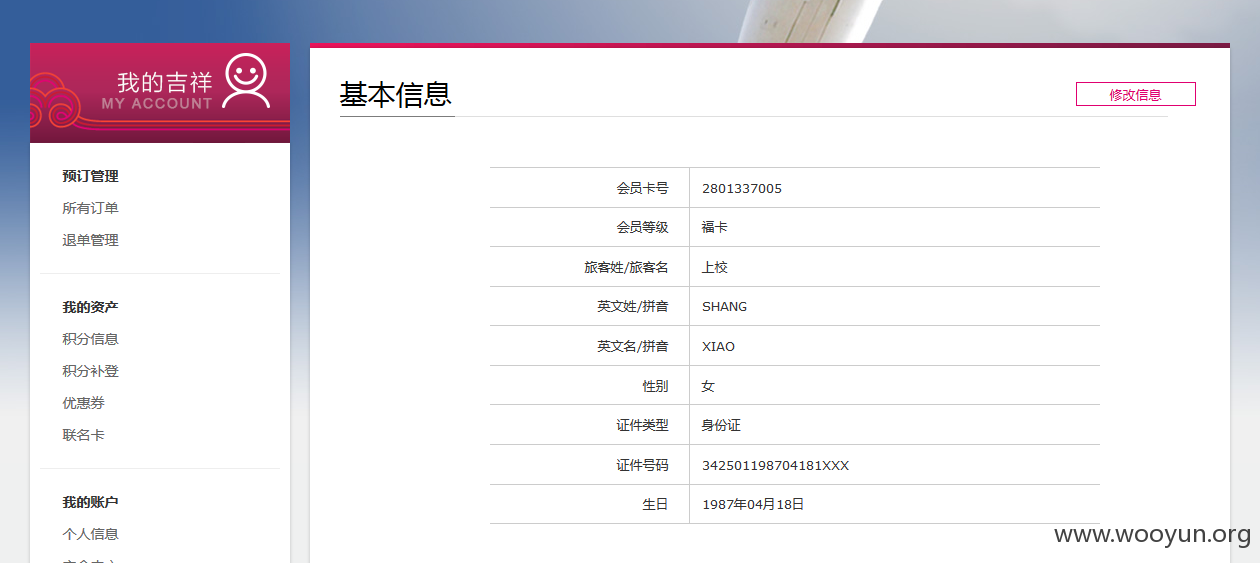 我的吉祥
MY ACCOUNT
预订管理
所有订单
退单管理
我的资产
积分信息
积分补登
优惠券
联名卡
我的账户
个人信息
基本信息
修改信息
会员卡号 2801337005
会员等级 福卡
旅客姓/旅客名 上校
英文姓/拼音 SHANG
英文名/拼音 XIAO
性别 女
证件类型 身份证
证件号码 342501198704181XXX
生日 1987年04月18日
www.wooyun.org